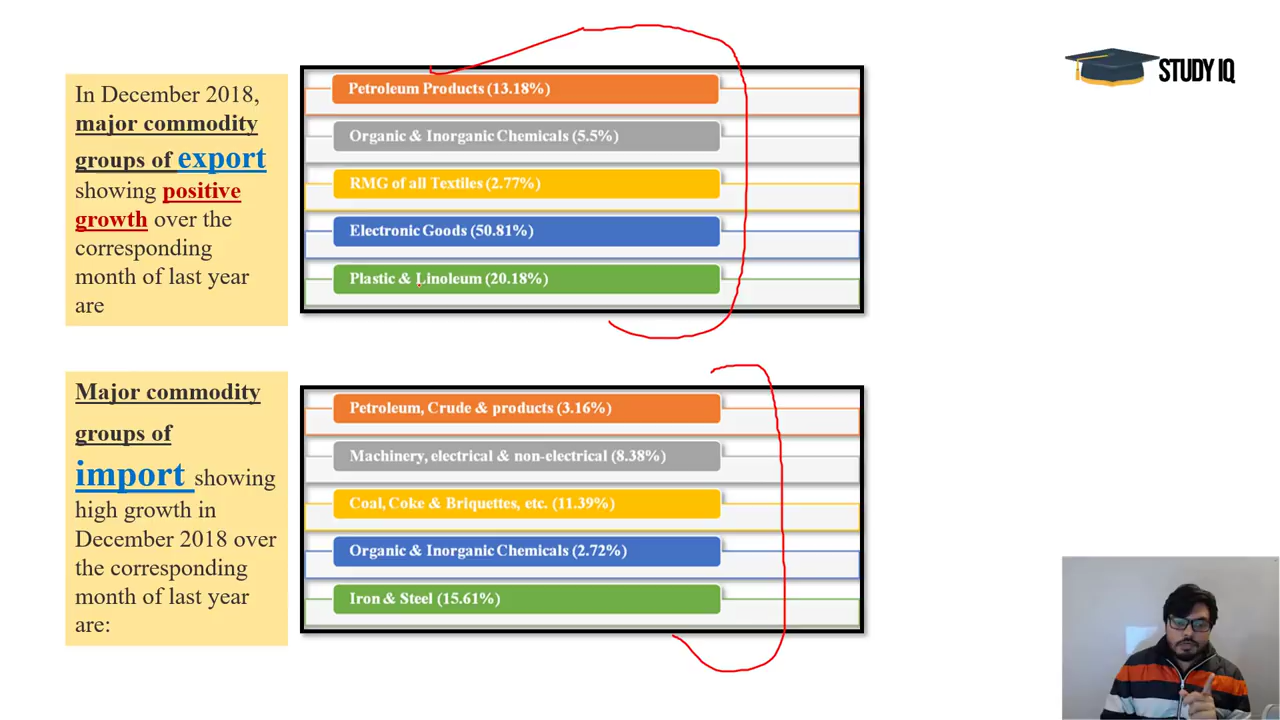 STUDY IQ
In December 2018,
major commodity
groups of export
showing positive
growth over the
corresponding
month of last year
are
Petroleum Products (13.18%)
Organic & Inorganic Chemicals (5.5%)
RMG of all Textiles (2.77%)
Electronic Goods (50.81%)
Plastic & Linoleum (20.18%)
Major commodity
groups of
import showing
high growth in
December 2018 over
the corresponding
month of last year
are:
Petroleum, Crude & products (3.16%)
Machinery, electrical & non-electrical (8.38%)
Coal, Coke & Briquettes, etc. (11.39%)
Organic & Inorganic Chemicals (2.72%)
Iron & Steel (15.61%)